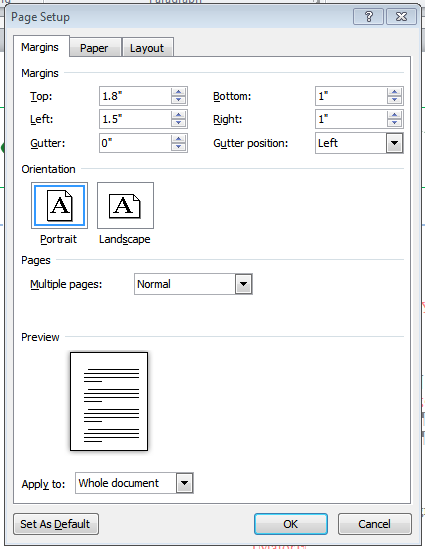 Page Setup
Margins Paper Layout
Margins
Top: 1.8" Bottom: 1"
Left: 1.5" Right: 1"
Gutter: 0" Gutter position: Left
Orientation
A A
Portrait Landscape
Pages
Multiple pages: Normal
Preview
Apply to: Whole document
Set As Default OK Cancel